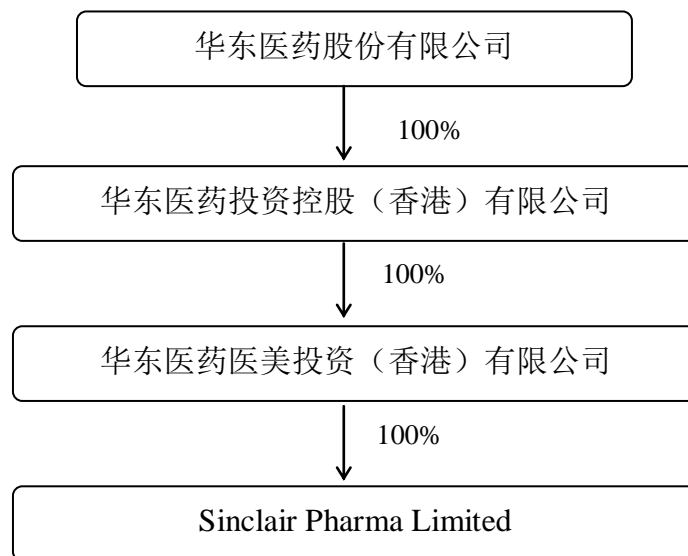 华东医药股份有限公司
100%
华东医药投资控股（香港）有限公司
100%
华东医药医美投资（香港）有限公司
100%
Sinclair Pharma Limited